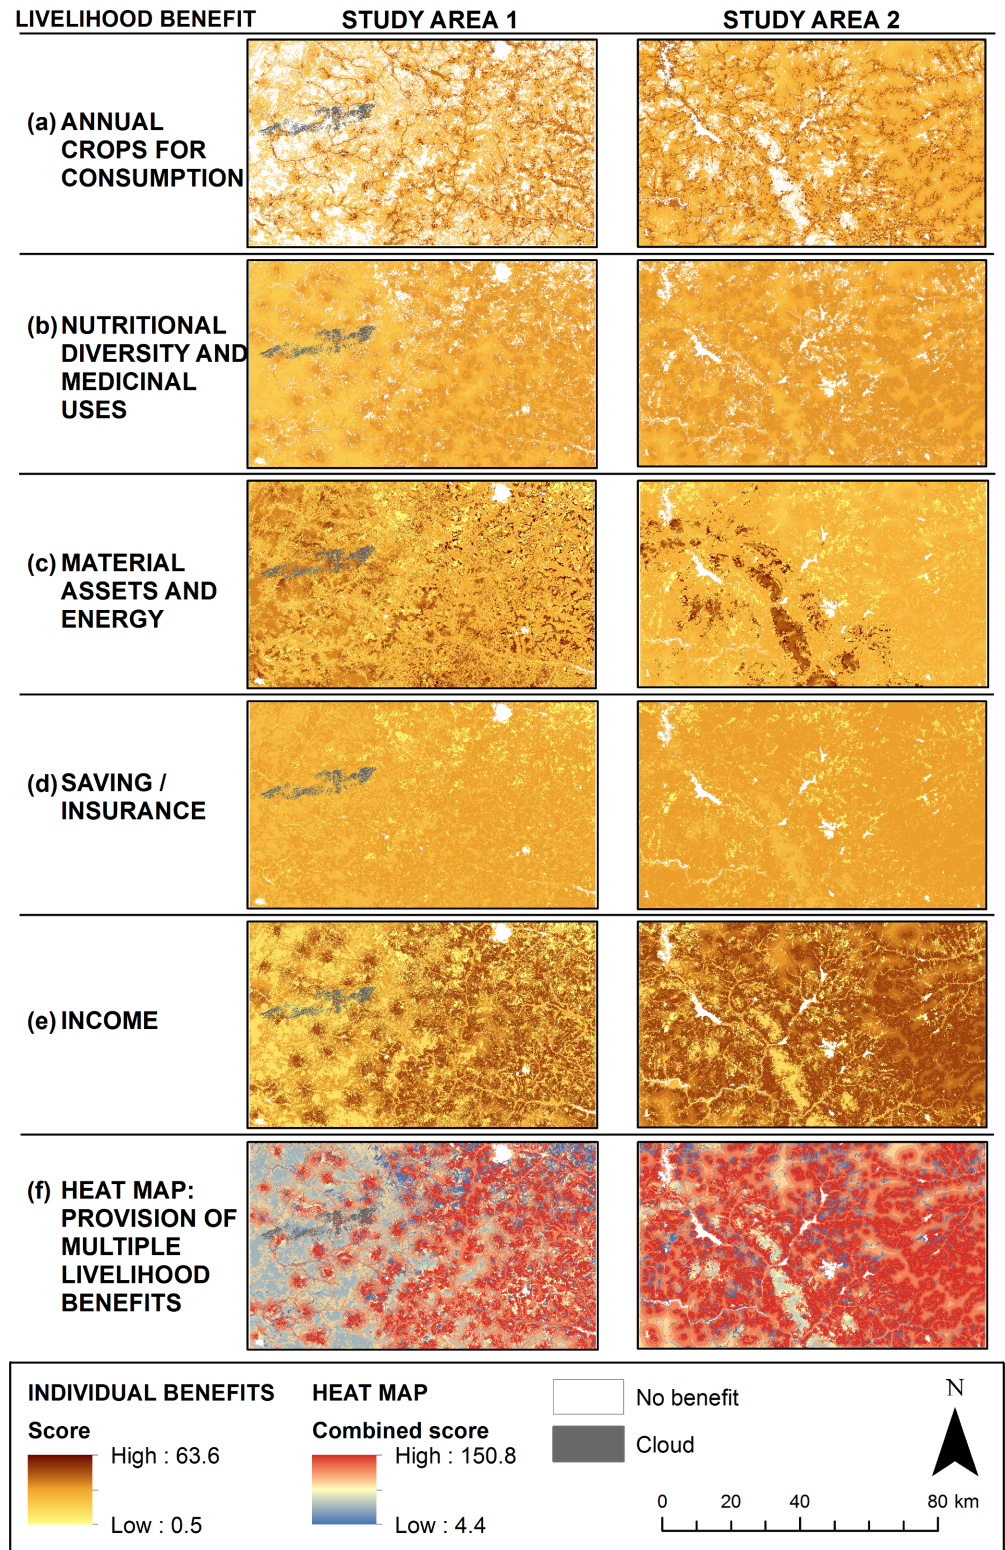 LIVELIHOOD BENEFIT STUDY AREA 1 STUDY AREA 2
(a) ANNUAL
CROPS FOR
CONSUMPTION
(b) NUTRITIONAL
DIVERSITY AND
MEDICINAL
USES
(c) MATERIAL
ASSETS AND
ENERGY
(d) SAVING /
INSURANCE
(e) INCOME
(f) HEAT MAP:
PROVISION OF
MULTIPLE
LIVELIHOOD
BENEFITS
INDIVIDUAL BENEFITS
Score
High : 63.6
Low : 0.5
HEAT MAP
Combined score
High : 150.8
Low : 4.4
No benefit
Cloud
N
0 20 40 80 km